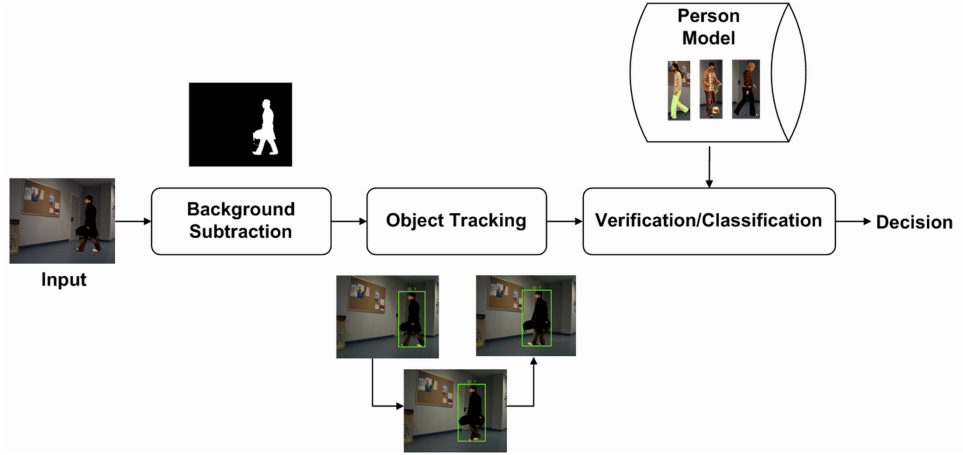 Person
Model
Background
Subtraction
Object Tracking
Verification/Classification
Decision
Input